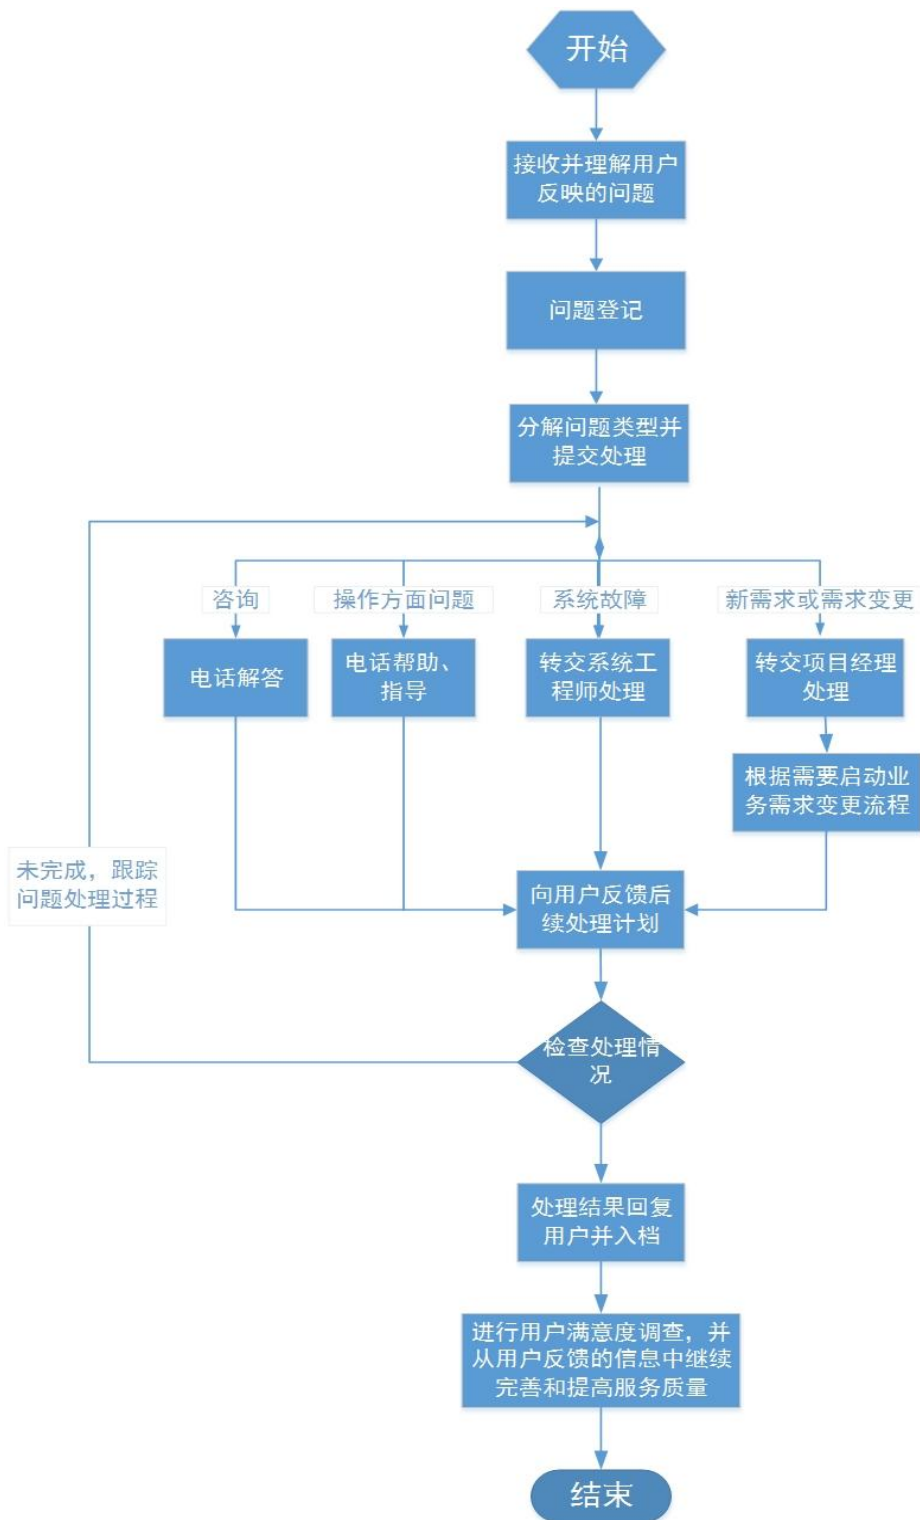 开始
接收并理解用户
反映的问题
问题登记
分解问题类型并
提交处理
咨询
操作方面问题
系统故障
新需求或需求变更
电话解答
电话帮助、
指导
转交系统工
程师处理
转交项目经理
处理
根据需要启动业
务需求变更流程
未完成，跟踪
问题处理过程
向用户反馈后
续处理计划
检查处理情
况
处理结果回复
用户并入档
进行用户满意度调查，并
从用户反馈的信息中继续
完善和提高服务质量
结束